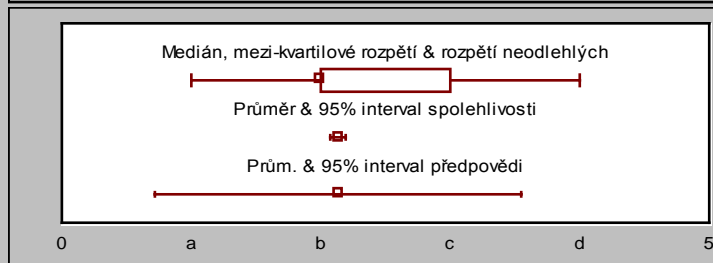 Medián, mezi-kvartilové rozpětí & rozpětí neodlehlých
Průměr & 95% interval spolehlivosti
Prům. & 95% interval předpovědi
0 a b c d 5